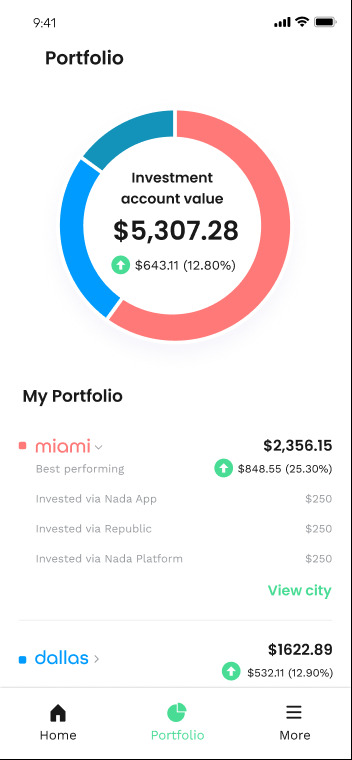 9:41
Portfolio
Investment
account value
$5,307.28
$643.11 (12.80%)
My Portfolio
miami
$2,356.15
Best performing
$848.55 (25.30%)
Invested via Nada App
$250
Invested via Republic
$250
Invested via Nada Platform
$250
View city
dallas
$1622.89
$532.11 (12.90%)
Home
Portfolio
More